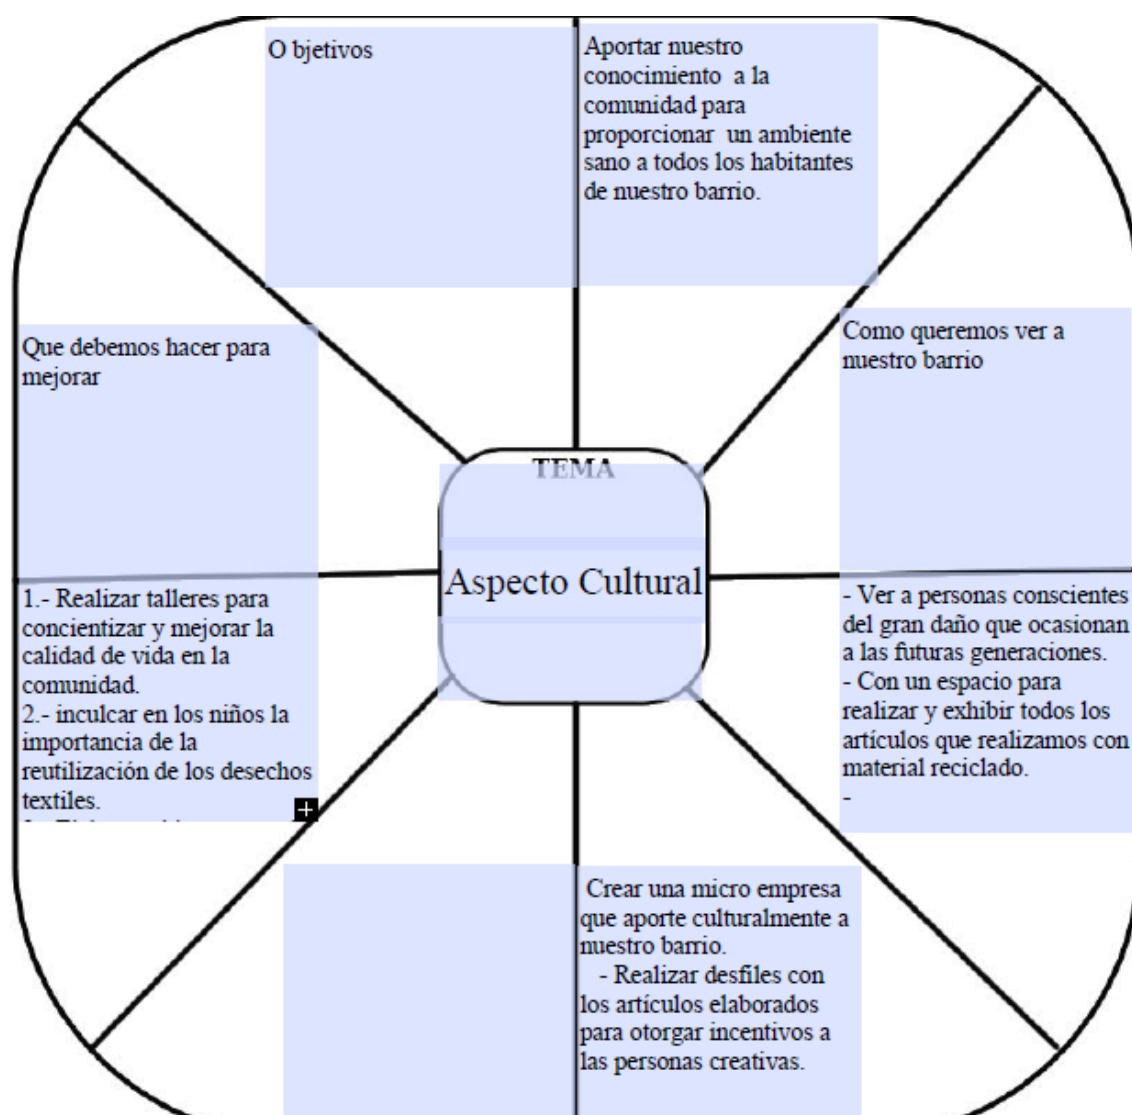 O bjetivos
Aportar nuestro
conocimiento a la
comunidad para
proporcionar un ambiente
sano a todos los habitantes
de nuestro barrio.
Que debemos hacer para
mejorar
Como queremos ver a
nuestro barrio
TEMA
Aspecto Cultural
1.- Realizar talleres para
concientizar y mejorar la
calidad de vida en la
comunidad.
2.- inculcar en los niños la
importancia de la
reutilización de los desechos
textiles.
- Ver a personas conscientes
del gran daño que ocasionan
a las futuras generaciones.
- Con un espacio para
realizar y exhibir todos los
artículos que realizamos con
material reciclado.
-
Crear una micro empresa
que aporte culturalmente a
nuestro barrio.
- Realizar desfiles con
los artículos elaborados
para otorgar incentivos a
las personas creativas.